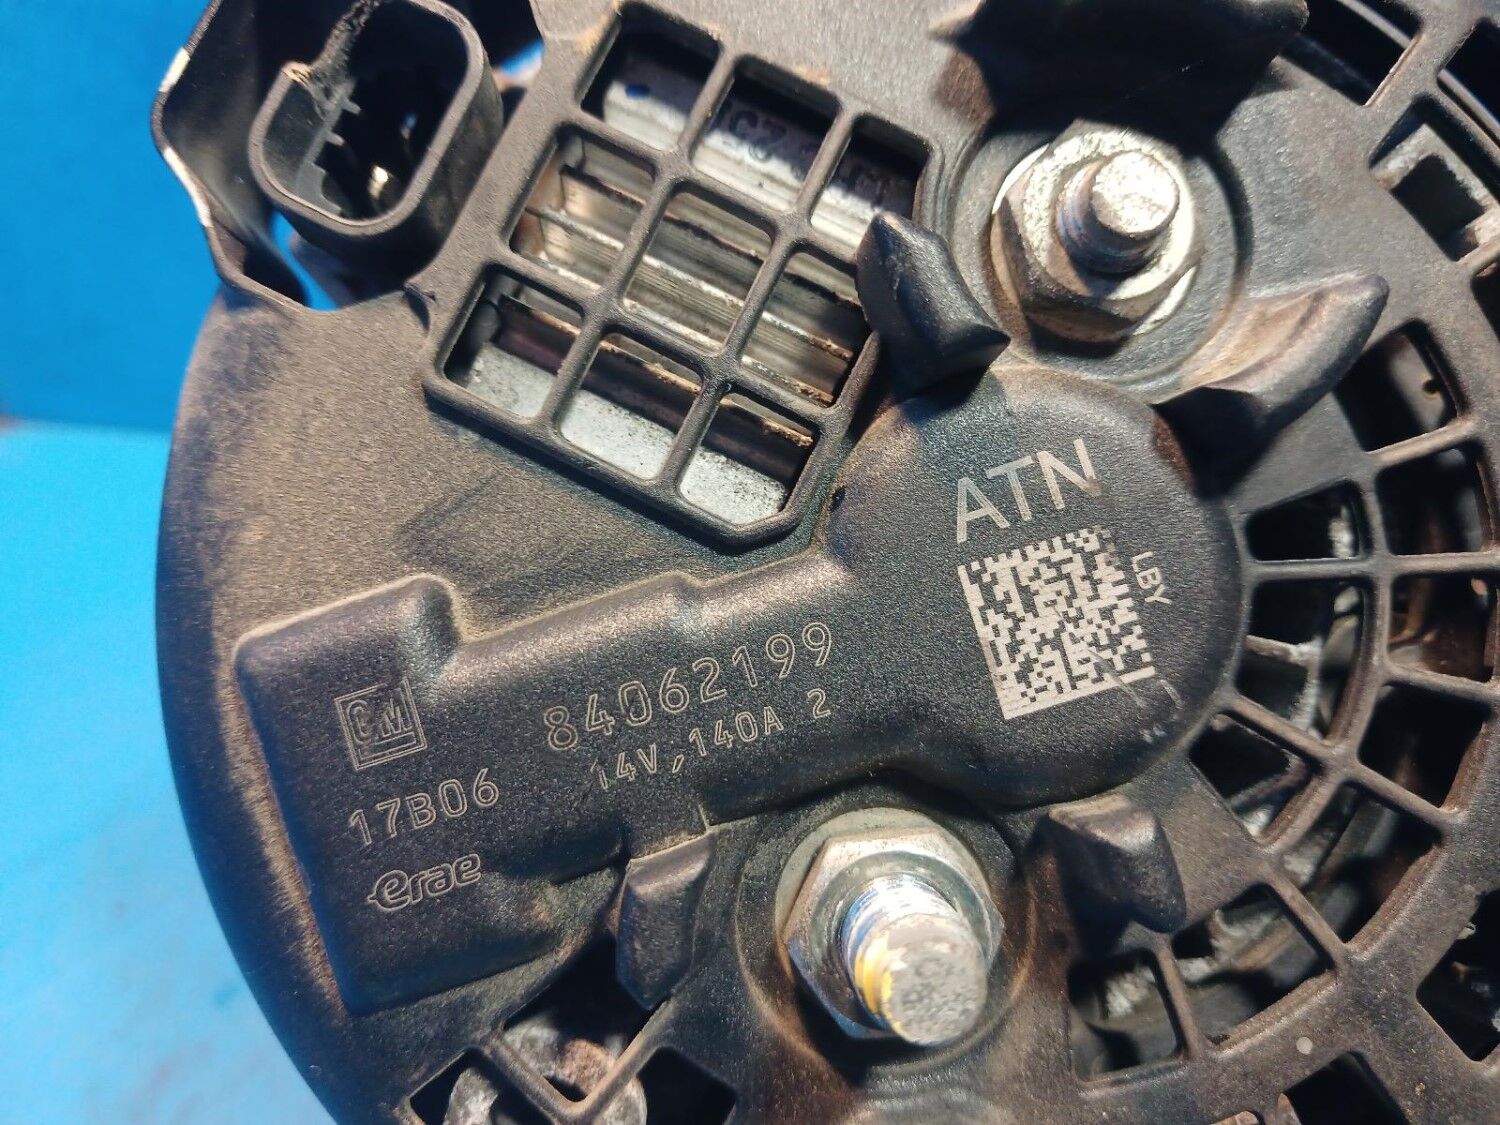 ATN
LBY
GM
84062199
14V,140A 2
17B06
erae